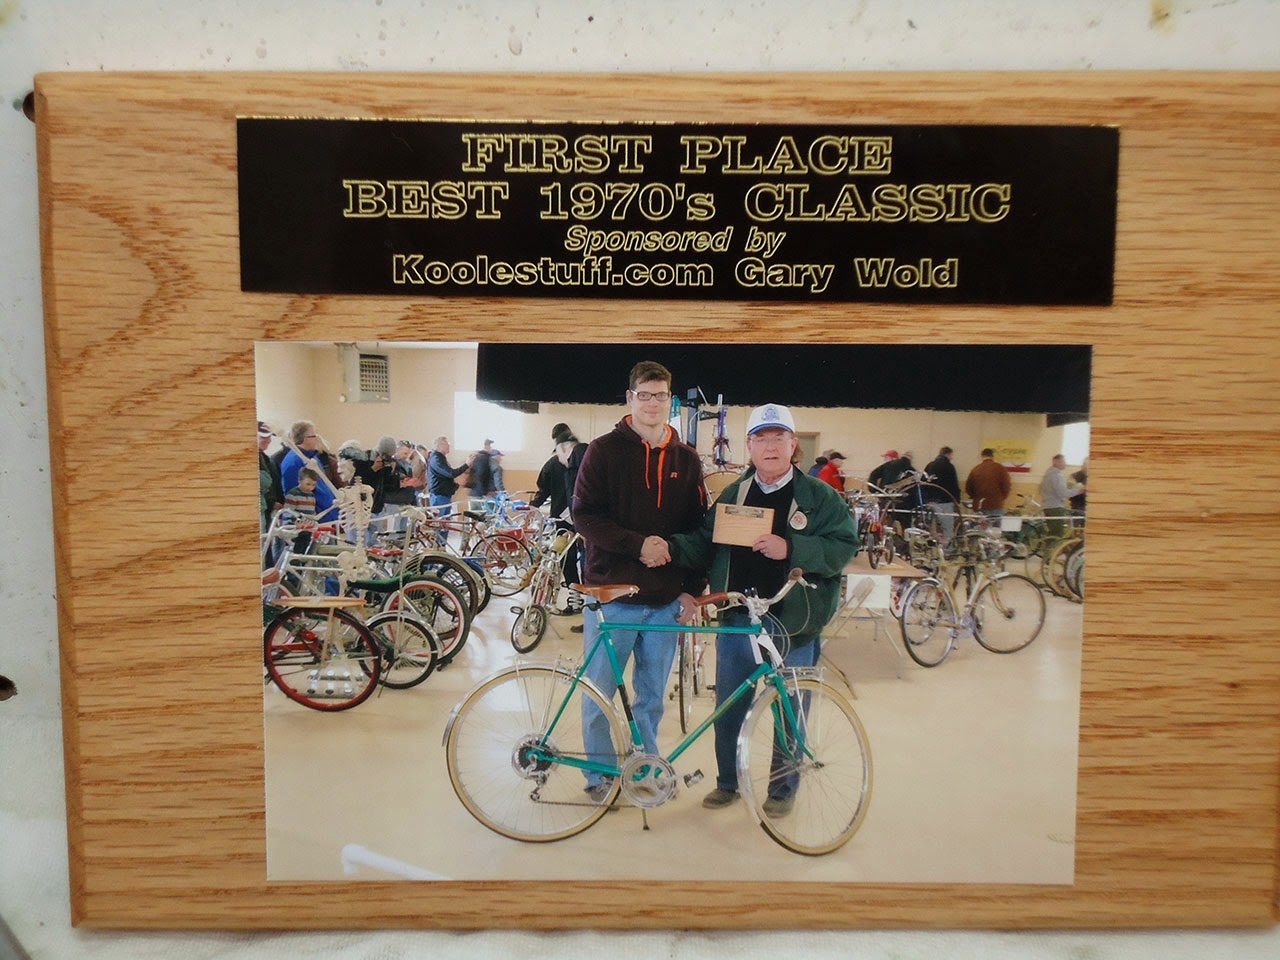 FIRST PLACE
BEST 1970's CLASSIC
Sponsored by
Koolestuff.com Gary Wold